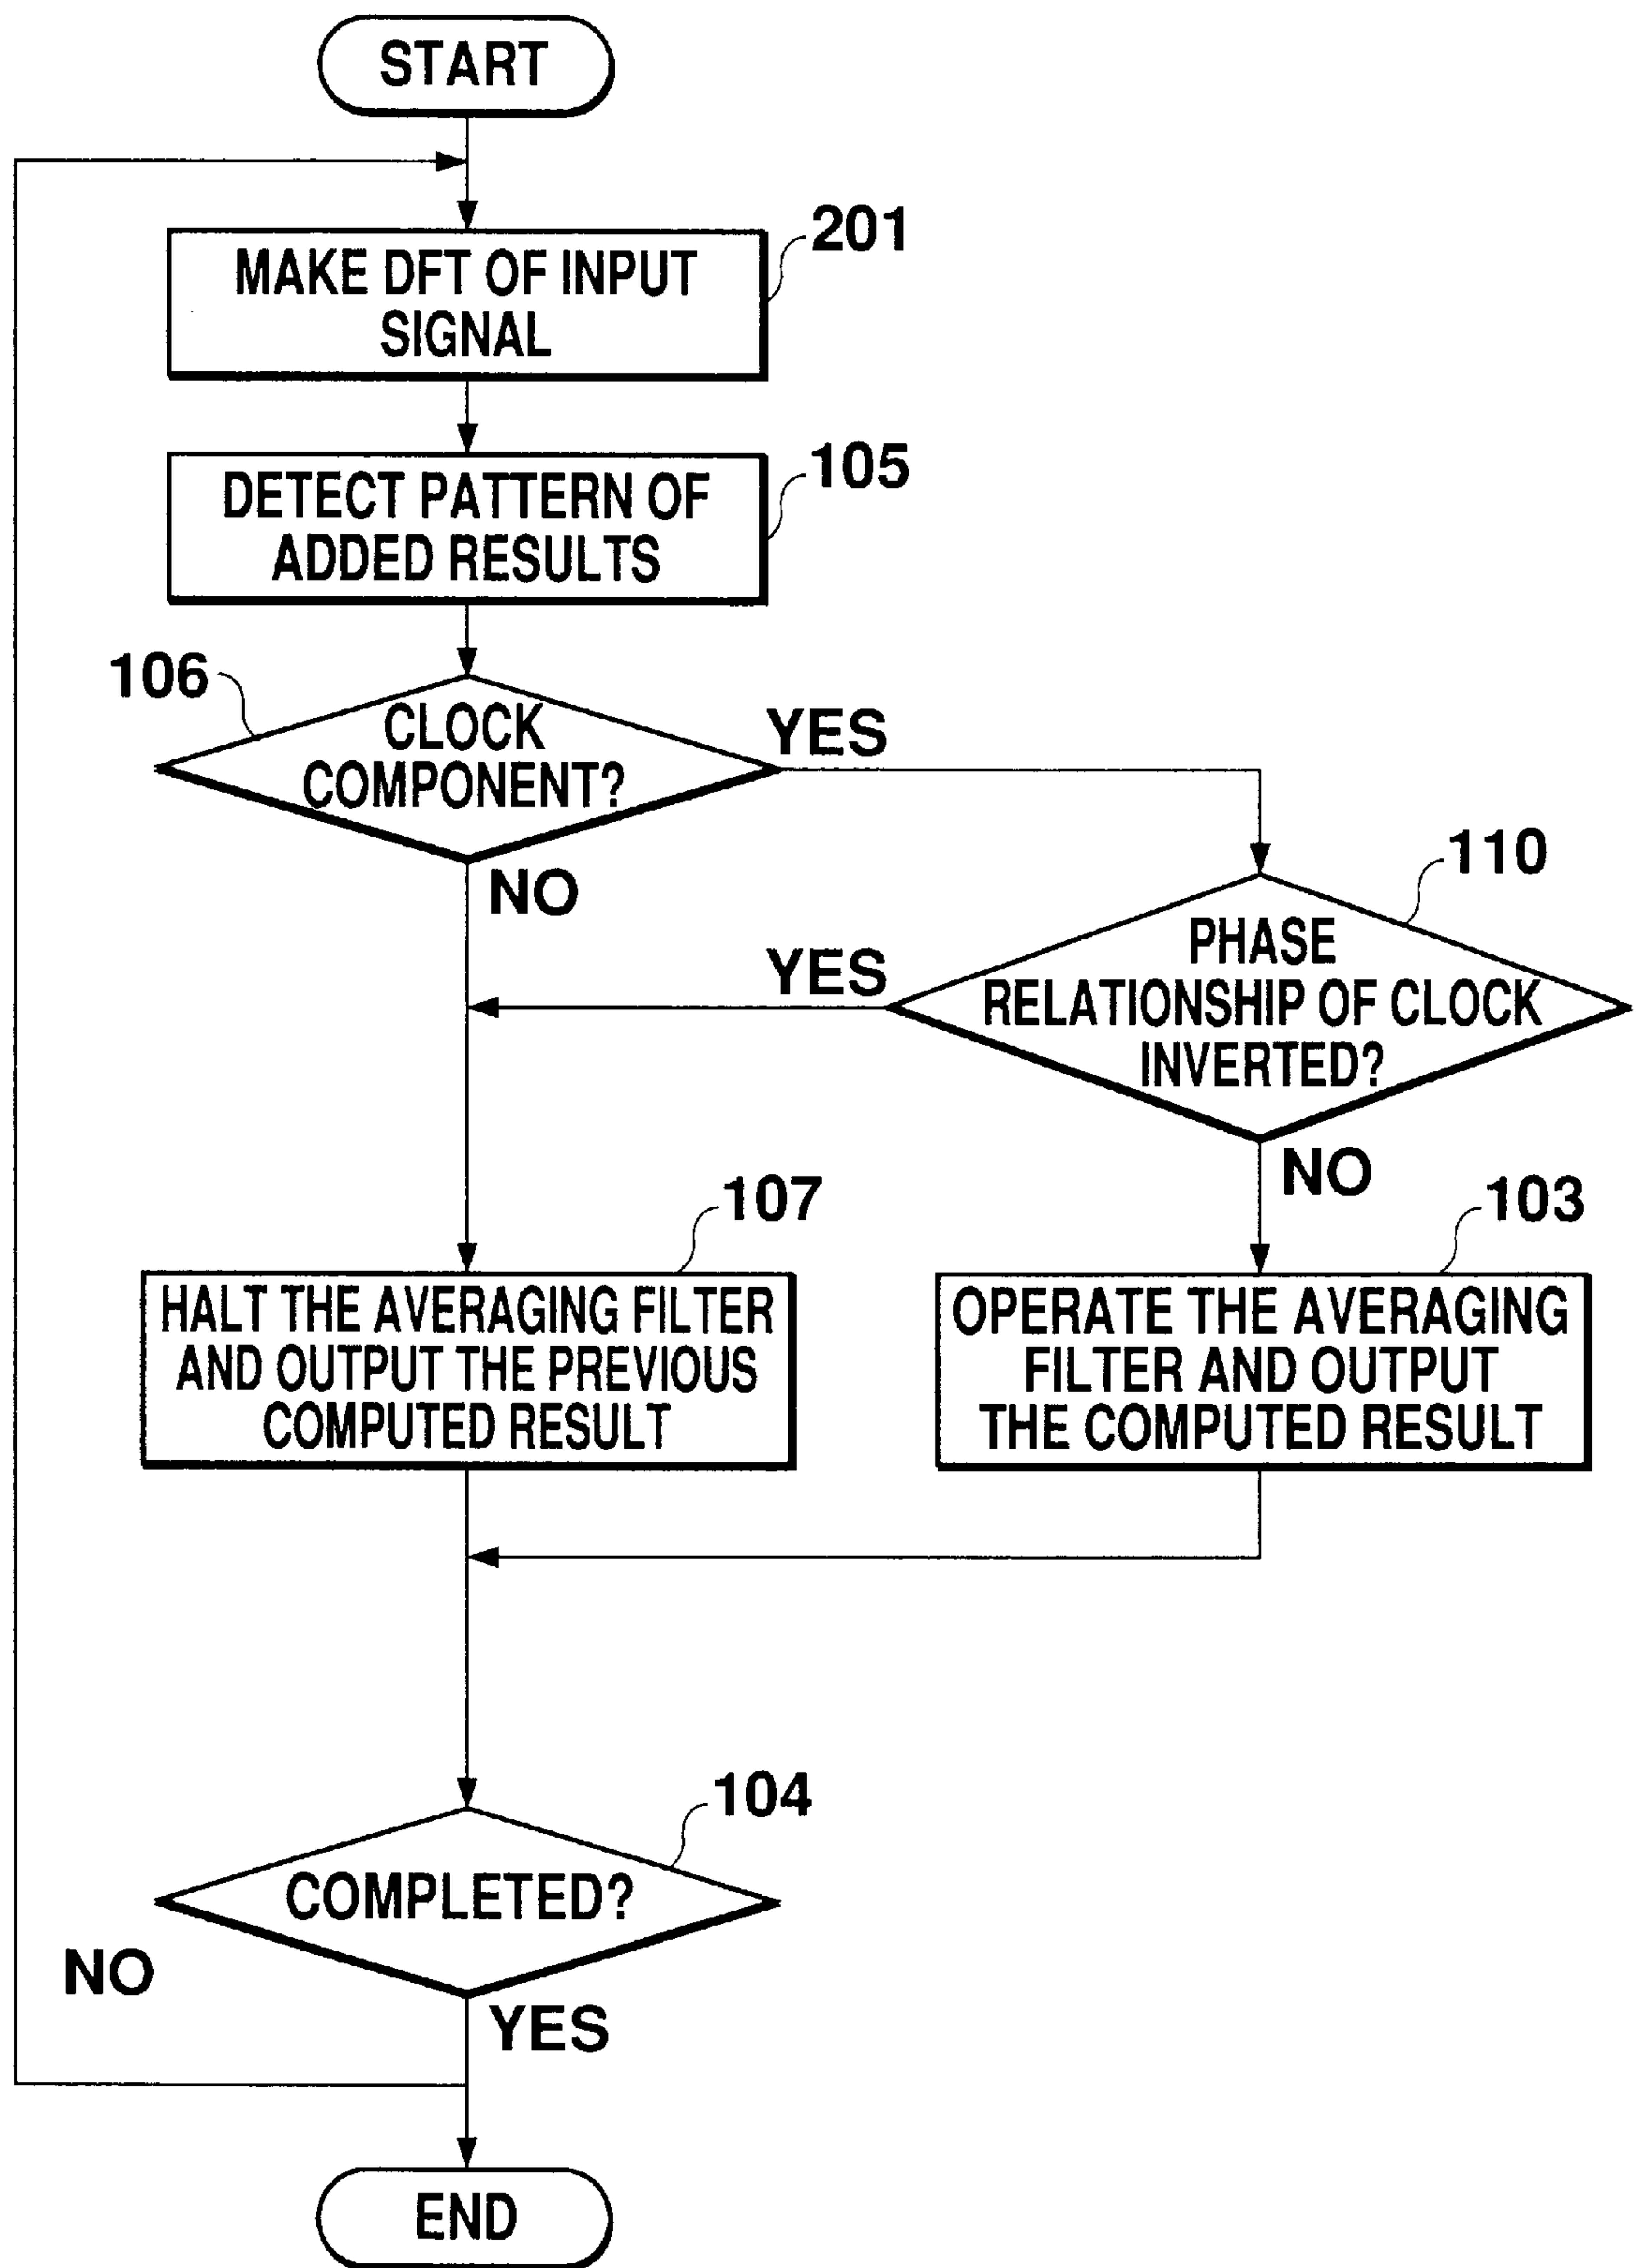 START
201
MAKE DFT OF INPUT
SIGNAL
105
DETECT PATTERN OF
ADDED RESULTS
106
CLOCK
COMPONENT?
YES
NO
110
PHASE
RELATIONSHIP OF CLOCK
INVERTED?
YES
NO
107
HALT THE AVERAGING FILTER
AND OUTPUT THE PREVIOUS
COMPUTED RESULT
103
OPERATE THE AVERAGING
FILTER AND OUTPUT
THE COMPUTED RESULT
104
COMPLETED?
NO
YES
END